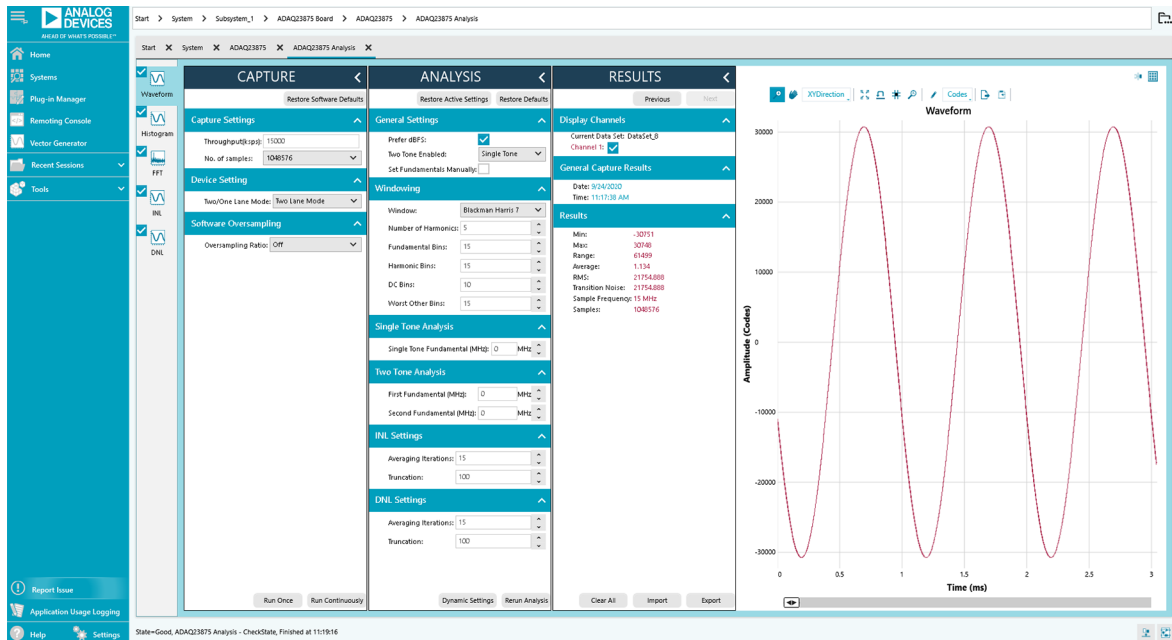 ANALOG
DEVICES
AHEAD OF WHAT'S POSSIBLE™
Home
Systems
Plug-in Manager
Remoting Console
Vector Generator
Recent Sessions
Tools
Report Issue
Application Usage Logging
Help Settings
Start > System > Subsystem_1 > ADAQ23875 Board > ADAQ23875 > ADAQ23875 Analysis
Start X System X ADAQ23875 X ADAQ23875 Analysis X
Waveform
Histogram
FFT
INL
DNL
CAPTURE
Restore Software Defaults
Capture Settings
Throughput(ksps): 15000
No. of samples: 1048576
Device Setting
Two/One Lane Mode: Two Lane Mode
Software Oversampling
Oversampling Ratio: Off
Run Once Run Continuously
ANALYSIS
Restore Active Settings Restore Defaults
General Settings
Prefer dBFS:
Two Tone Enabled: Single Tone
Set Fundamentals Manually:
Windowing
Window: Blackman Harris 7
Number of Harmonics: 5
Fundamental Bins: 15
Harmonic Bins: 15
DC Bins: 10
Worst Other Bins: 15
Single Tone Analysis
Single Tone Fundamental (MHz): 0 MHz
Two Tone Analysis
First Fundamental (MHz): 0 MHz
Second Fundamental (MHz): 0 MHz
INL Settings
Averaging Iterations: 15
Truncation: 100
DNL Settings
Averaging Iterations: 15
Truncation: 100
Dynamic Settings Rerun Analysis
RESULTS
Previous Next
Display Channels
Current Data Set: DataSet_8
Channel 1:
General Capture Results
Date: 9/24/2020
Time: 11:17:38 AM
Results
Min: -30751
Max: 30748
Range: 61499
Average: 1.134
RMS: 21754.888
Transition Noise: 21754.888
Sample Frequency: 15 MHz
Samples: 1048576
Clear All Import Export
XYDirection Codes
Waveform
Amplitude (Codes)
30000
20000
10000
0
-10000
-20000
-30000
0 0.5 1 1.5 2 2.5 3
Time (ms)
State=Good, ADAQ23875 Analysis - CheckState, Finished at 11:19:16